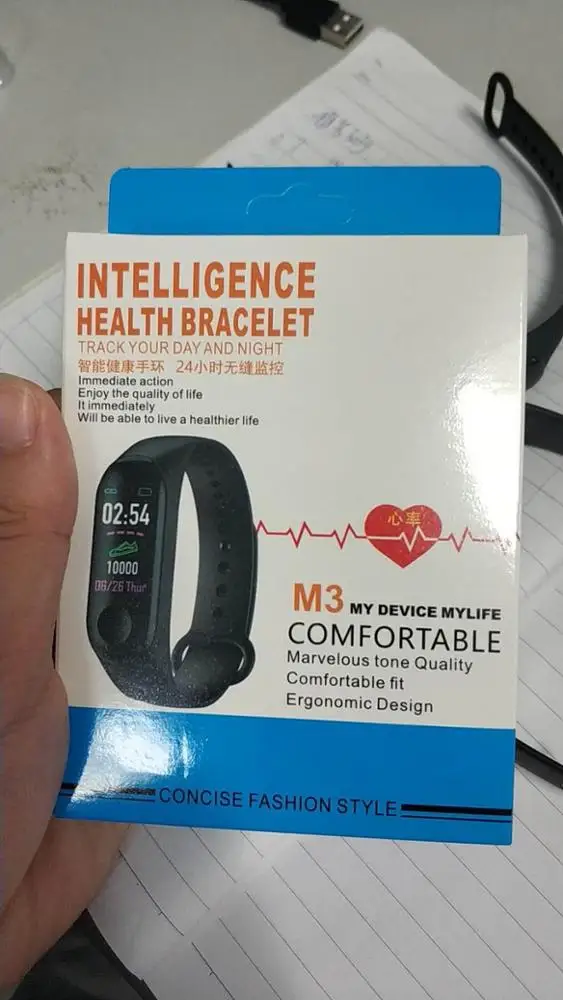 INTELLIGENCE
HEALTH BRACELET
TRACK YOUR DAY AND NIGHT
智能健康手环 24小时无缝监控
Immediate action
Enjoy the quality of life
It immediately
Will be able to live a healthier life
02:54
10000
06/26 Thur
心率
M3 MY DEVICE MYLIFE
COMFORTABLE
Marvelous tone Quality
Comfortable fit
Ergonomic Design
CONCISE FASHION STYLE